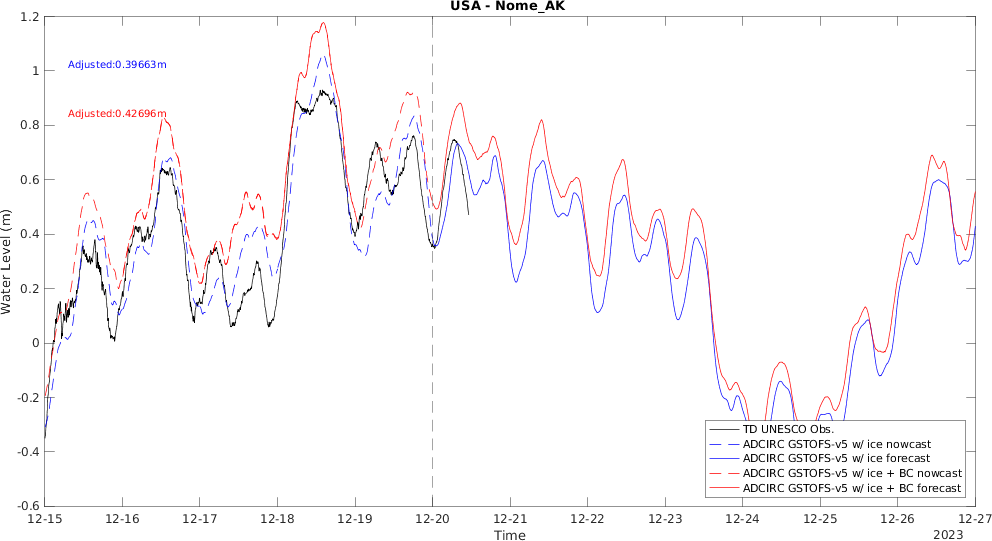 USA - Nome_AK
1.2
1
0.8
0.6
0.4
0.2
0
-0.2
-0.4
-0.6
Water Level (m)
Adjusted:0.39663m
Adjusted:0.42696m
TD UNESCO Obs.
ADCIRC GSTOFS-v5 w/ ice nowcast
ADCIRC GSTOFS-v5 w/ ice forecast
ADCIRC GSTOFS-v5 w/ ice + BC nowcast
ADCIRC GSTOFS-v5 w/ ice + BC forecast
12-15 12-16 12-17 12-18 12-19 12-20 12-21 12-22 12-23 12-24 12-25 12-26 12-27
Time
2023